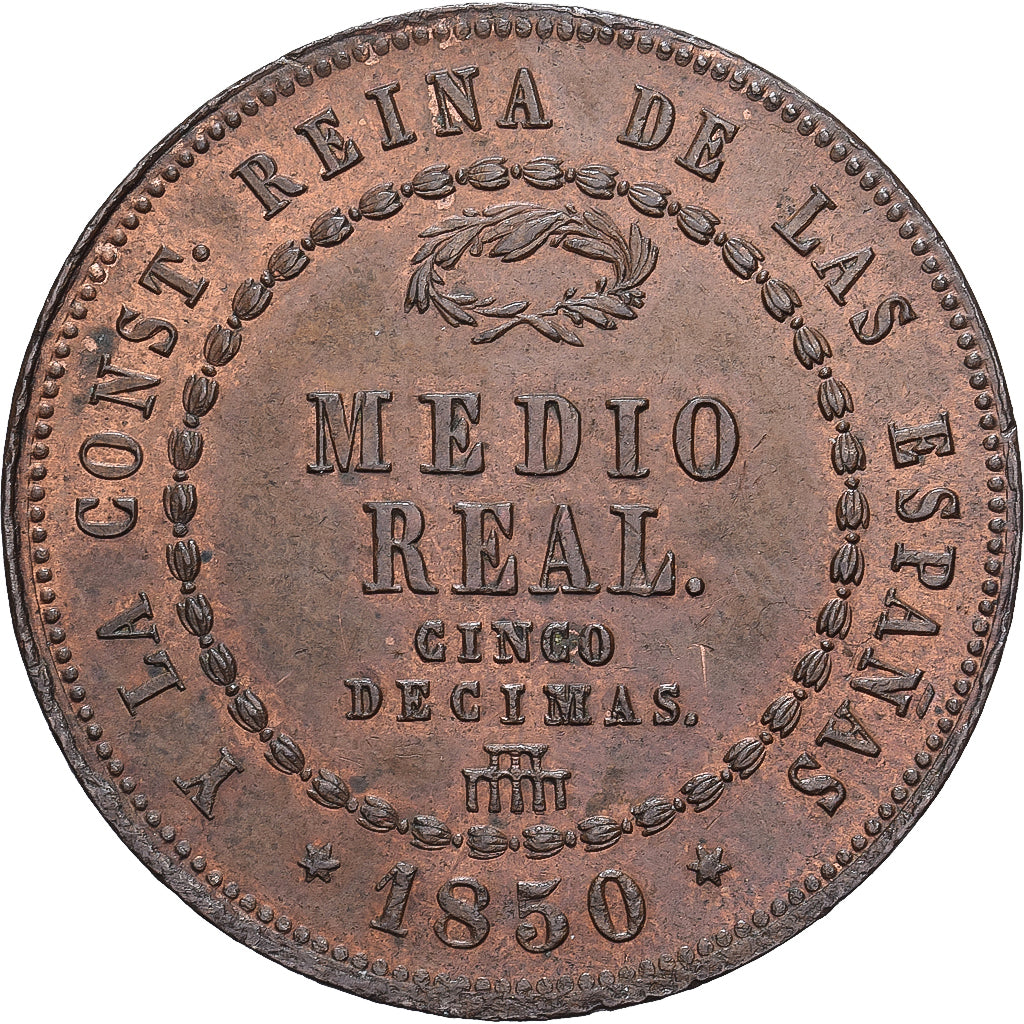 Y LA CONST. REINA DE LAS ESPAÑAS
MEDIO
REAL.
CINCO
DECIMAS.
* 1850 *